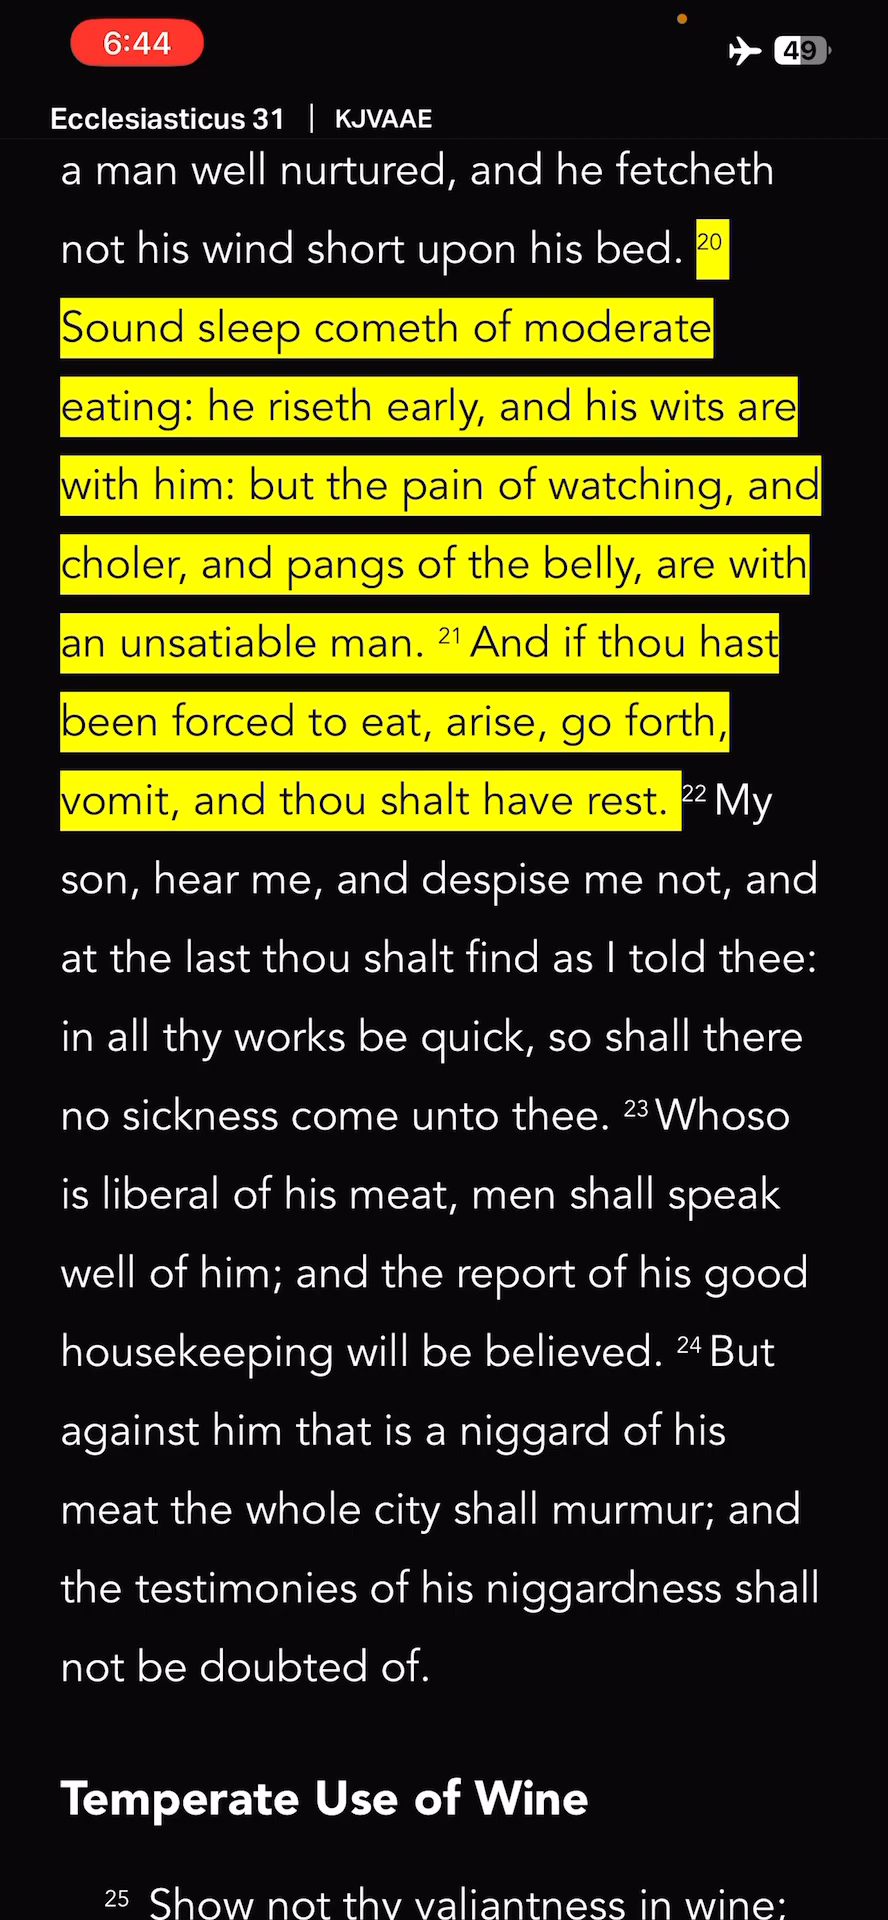 6:44
49
Ecclesiasticus 31 | KJVAAE
a man well nurtured, and he fetcheth
not his wind short upon his bed. 20
Sound sleep cometh of moderate
eating: he riseth early, and his wits are
with him: but the pain of watching, and
choler, and pangs of the belly, are with
an unsatiable man. 21 And if thou hast
been forced to eat, arise, go forth,
vomit, and thou shalt have rest. 22 My
son, hear me, and despise me not, and
at the last thou shalt find as I told thee:
in all thy works be quick, so shall there
no sickness come unto thee. 23 Whoso
is liberal of his meat, men shall speak
well of him; and the report of his good
housekeeping will be believed. 24 But
against him that is a niggard of his
meat the whole city shall murmur; and
the testimonies of his niggardness shall
not be doubted of.
Temperate Use of Wine
25 Show not thy valiantness in wine;